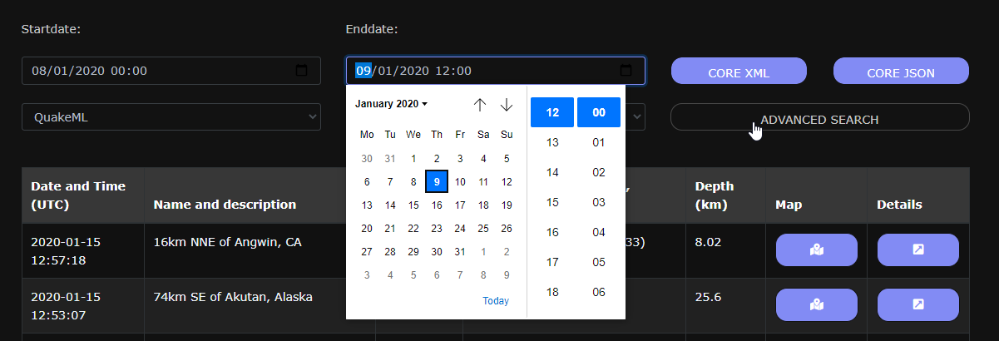 Startdate: Enddate:
08/01/2020 00:00 09/01/2020 12:00 CORE XML CORE JSON
QuakeML ADVANCED SEARCH
January 2020 12 00
Mo Tu We Th Fr Sa Su 13 01
30 31 1 2 3 4 5 14 02
6 7 8 9 10 11 12 15 03
13 14 15 16 17 18 19 16 04
20 21 22 23 24 25 26 17 05
27 28 29 30 31 1 2 18 06
3 4 5 6 7 8 9
Today
Date and Time
(UTC) Name and description , Depth
(km) Map Details
2020-01-15
12:57:18 16km NNE of Angwin, CA 33) 8.02
2020-01-15
12:53:07 74km SE of Akutan, Alaska 25.6